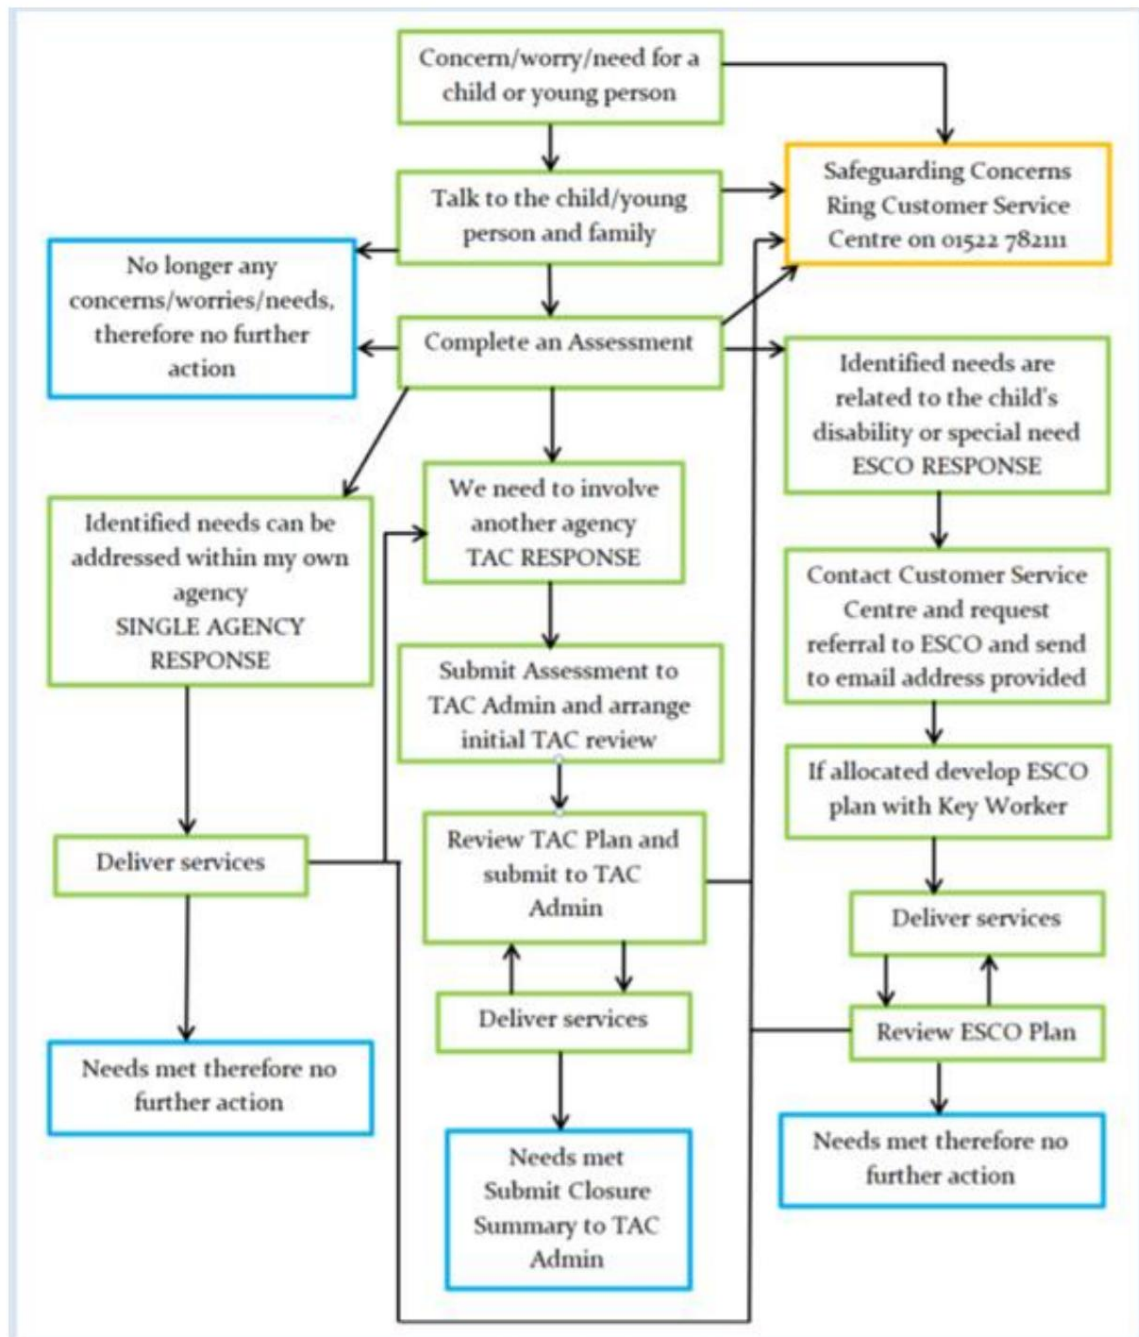 Concern/worry/need for a
child or young person
Safeguarding Concerns
Ring Customer Service
Centre on 01522 782111
Talk to the child/young
person and family
No longer any
concerns/worries/needs,
therefore no further
action
Complete an Assessment
Identified needs are
related to the child's
disability or special need
ESCO RESPONSE
We need to involve
another agency
TAC RESPONSE
Identified needs can be
addressed within my own
agency
SINGLE AGENCY
RESPONSE
Contact Customer Service
Centre and request
referral to ESCO and send
to email address provided
Submit Assessment to
TAC Admin and arrange
initial TAC review
If allocated develop ESCO
plan with Key Worker
Review TAC Plan and
submit to TAC
Admin
Deliver services
Deliver services
Deliver services
Review ESCO Plan
Needs met therefore no
further action
Needs met
Submit Closure
Summary to TAC
Admin
Needs met therefore no
further action